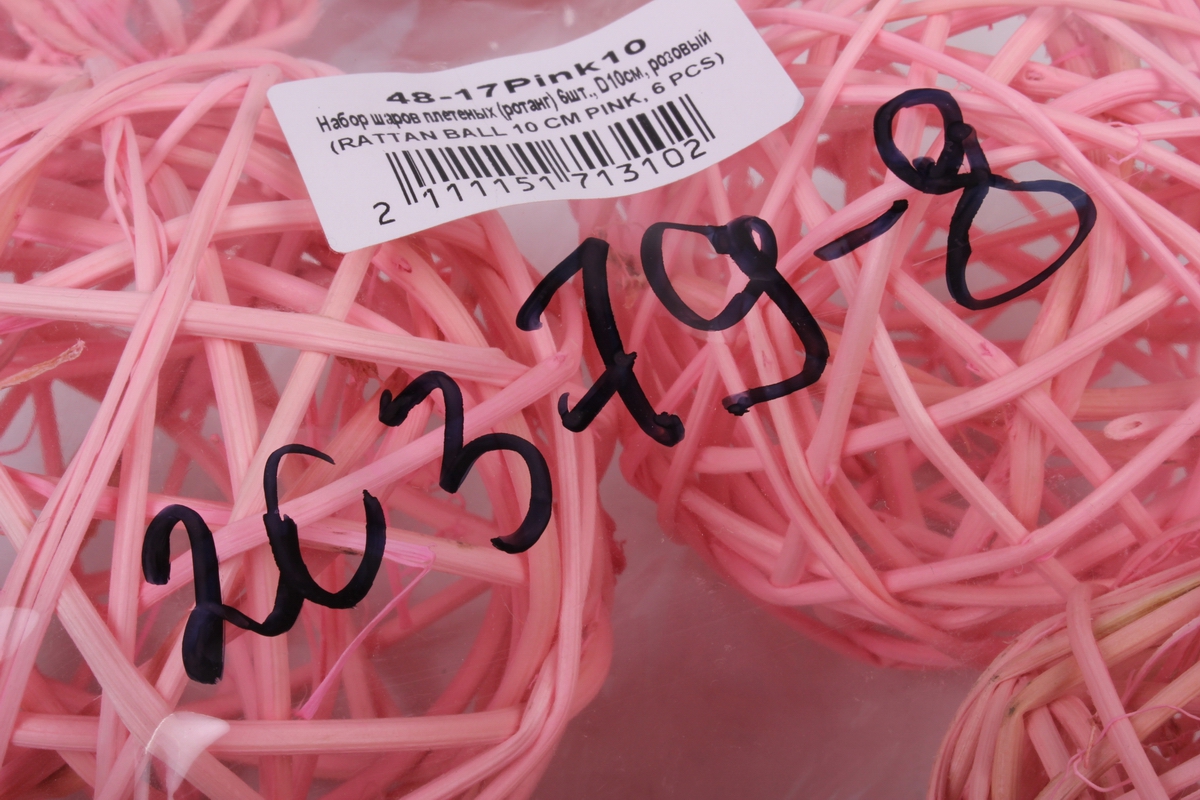 48-17Pink10
Набор шаров плетеных (ротанг) 6шт., D10см, розовый
(RATTAN BALL 10 CM PINK, 6 PCS)
2 111151 713102
203719-8